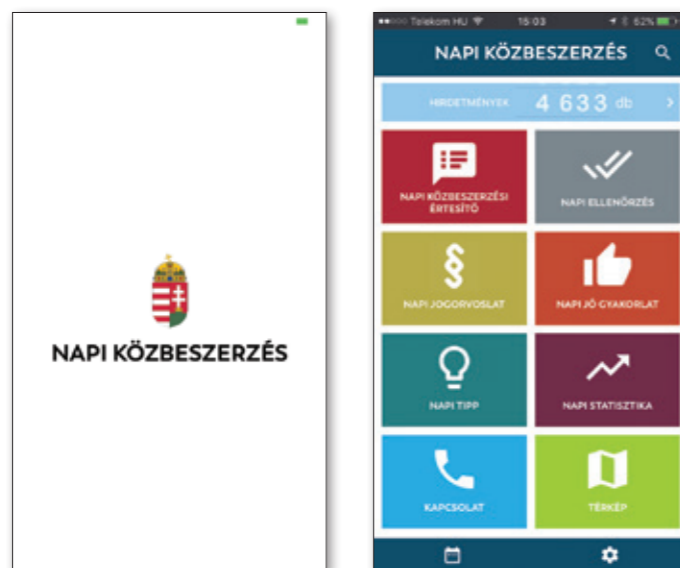 NAPI KÖZBESZERZÉS
Telekom HU 15:03 62%
NAPI KÖZBESZERZÉS
HIRDETMÉNYEK 4 633 db
NAPI KÖZBESZERZÉSI
ÉRTESÍTŐ
NAPI ELLENŐRZÉS
NAPI JOGORVOSLAT
NAPI JÓ GYAKORLAT
NAPI TIPP
NAPI STATISZTIKA
KAPCSOLAT
TÉRKÉP